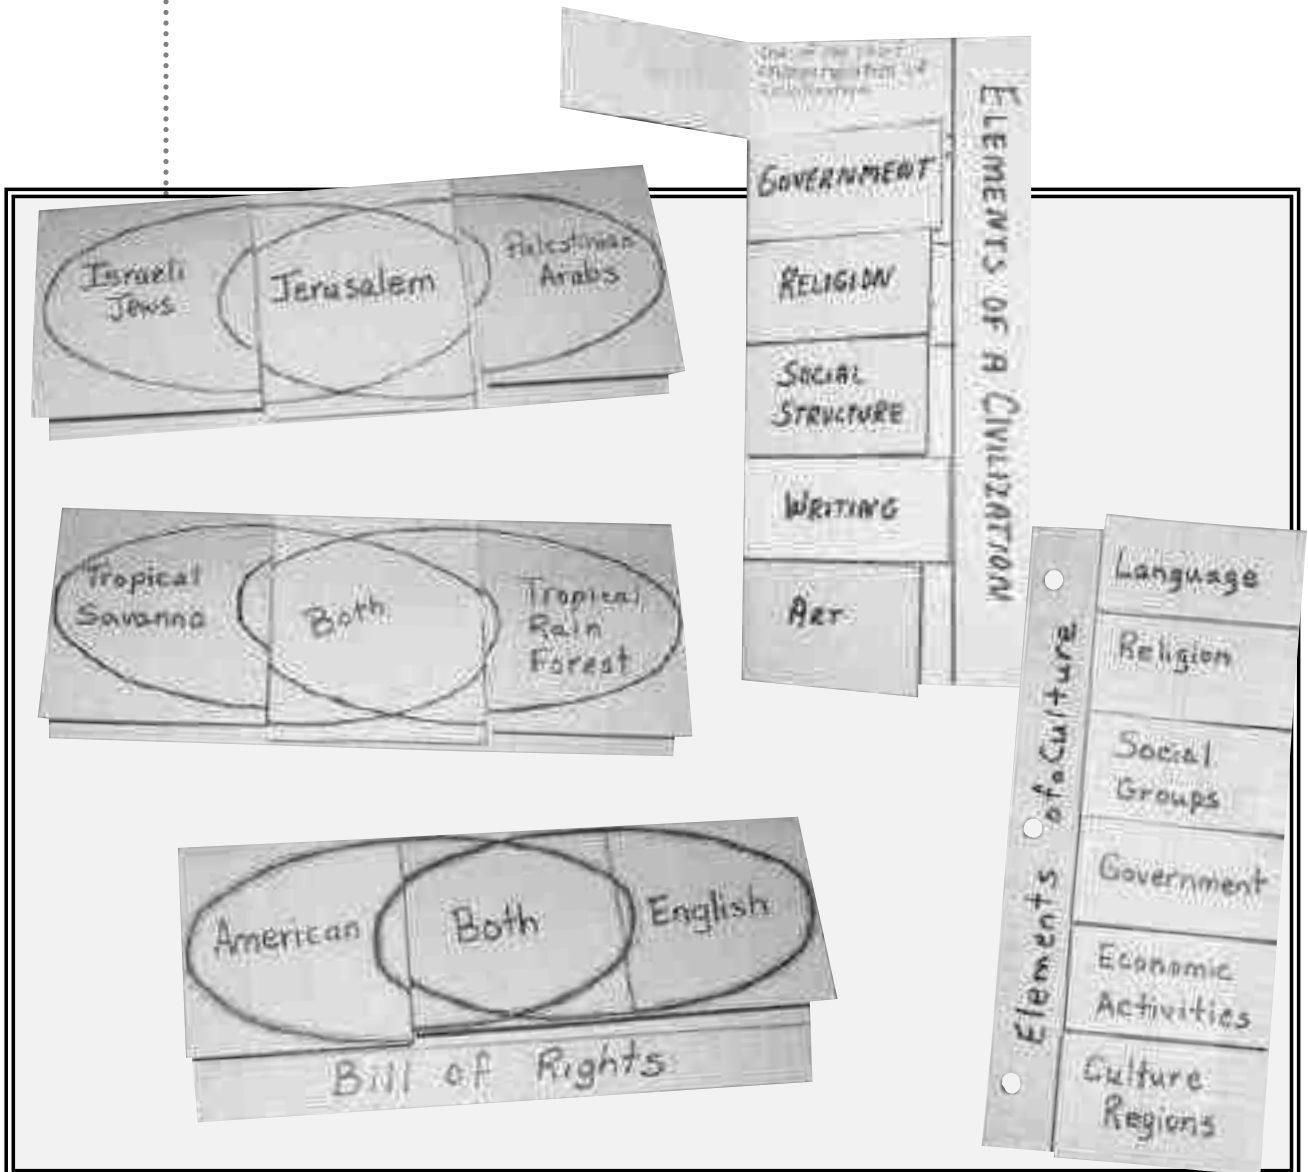 Israeli
Jews
Jerusalem
Palestinian
Arabs
Tropical
Savanna
Both
Tropical
Rain
Forest
American
Both
English
Bill of Rights
GOVERNMENT
RELIGION
SOCIAL
STRUCTURE
WRITING
ART
ELEMENTS OF A CIVILIZATION
Elements of a Culture
Language
Religion
Social
Groups
Government
Economic
Activities
Culture
Regions